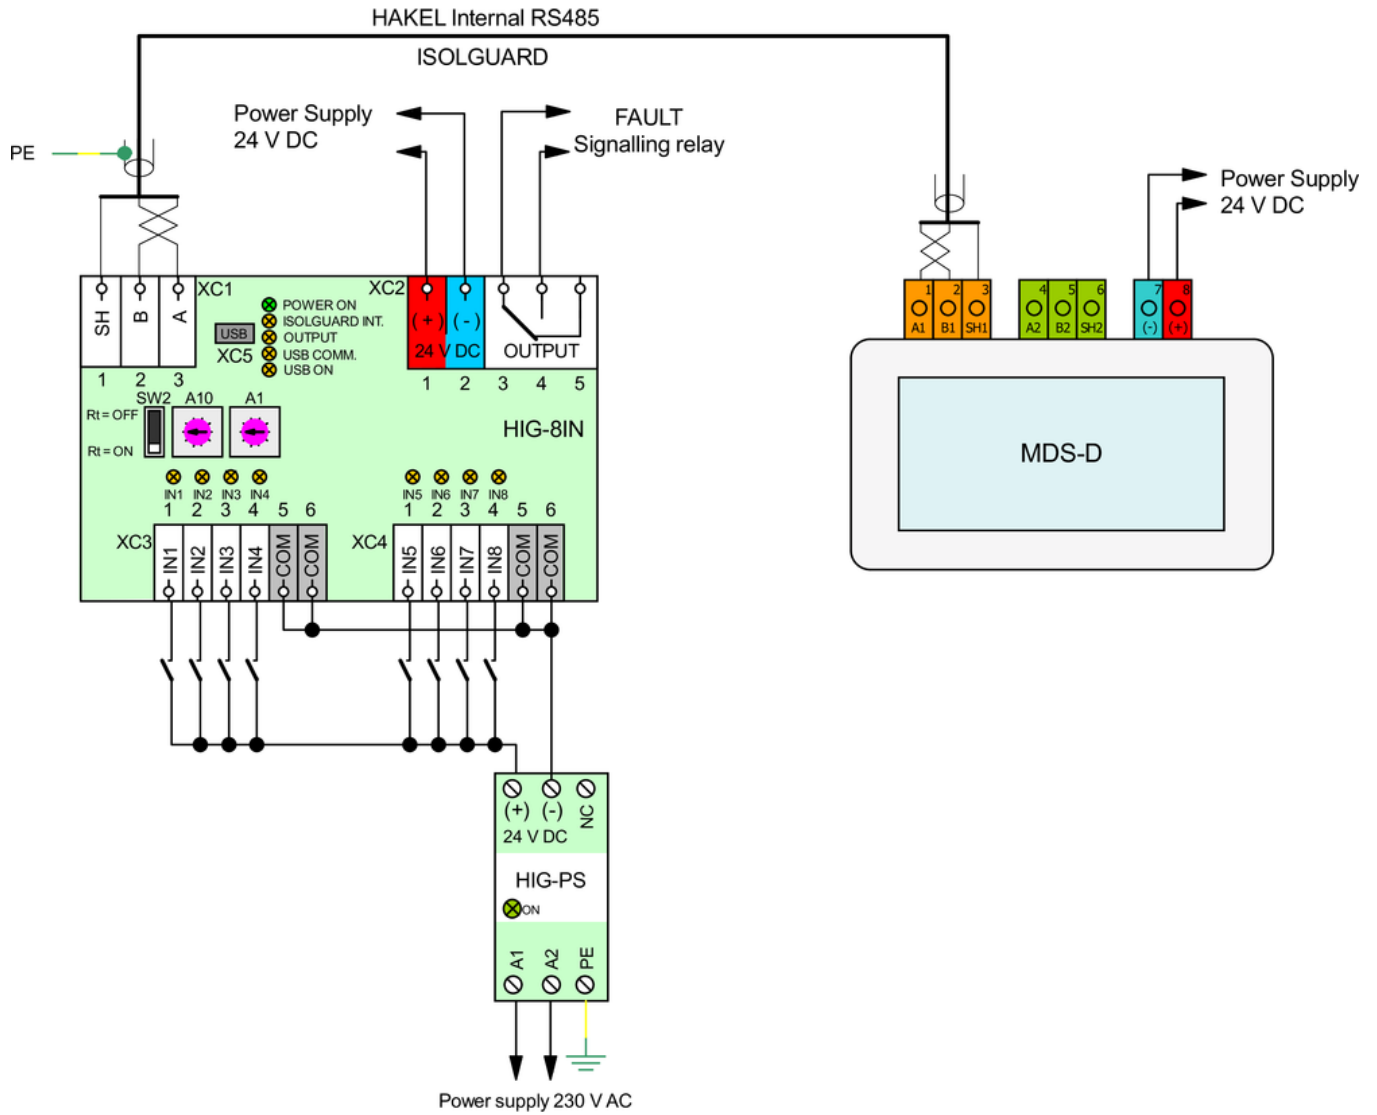 HAKEL Internal RS485
ISOLGUARD
Power Supply
24 V DC
FAULT
Signalling relay
PE
Power Supply
24 V DC
SH
B
A
XC1
1
2
3
USB
XC5
POWER ON
ISOLGUARD INT.
OUTPUT
USB COMM.
USB ON
XC2
(+)
(-)
24 V DC
OUTPUT
1
2
3
4
5
1
2
3
A1
B1
SH1
4
5
6
A2
B2
SH2
7
8
(-)
(+)
MDS-D
SW2
A10
A1
Rt = OFF
Rt = ON
HIG-8IN
IN1
IN2
IN3
IN4
1
2
3
4
5
6
XC3
IN1
IN2
IN3
IN4
COM
COM
IN5
IN6
IN7
IN8
1
2
3
4
5
6
XC4
IN5
IN6
IN7
IN8
COM
COM
(+)
(-)
NC
24 V DC
HIG-PS
ON
A1
A2
PE
Power supply 230 V AC